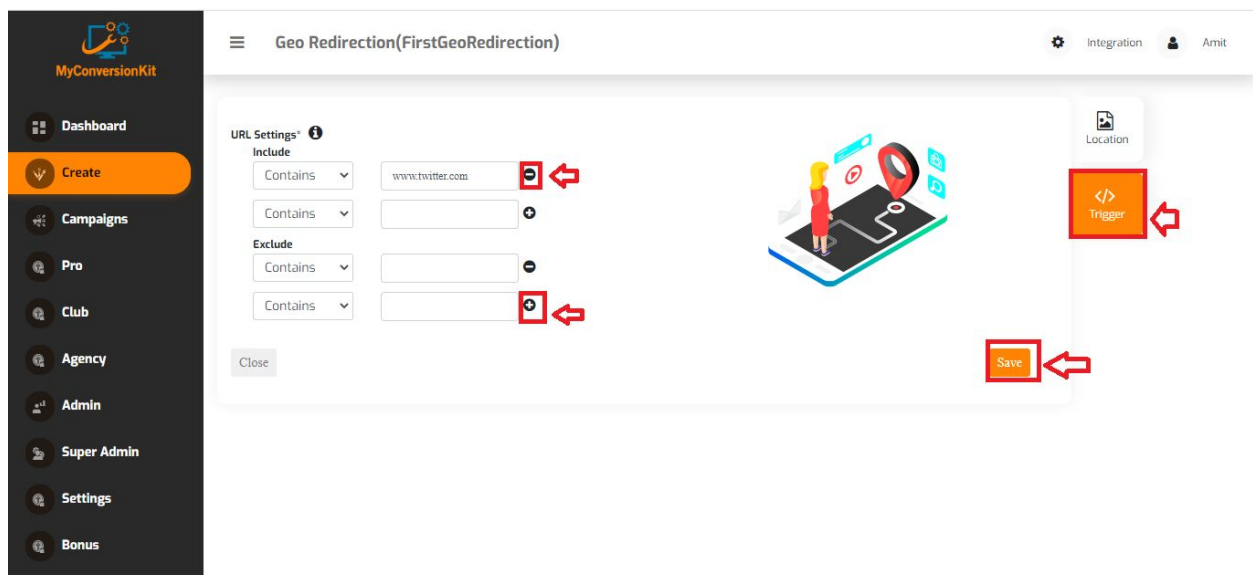 MyConversionKit
Geo Redirection(FirstGeoRedirection)
Integration
Amit
Dashboard
Create
Campaigns
Pro
Club
Agency
Admin
Super Admin
Settings
Bonus
URL Settings*
Include
Contains www.twitter.com
Contains
Exclude
Contains
Contains
Close
Save
Location
</>
Trigger